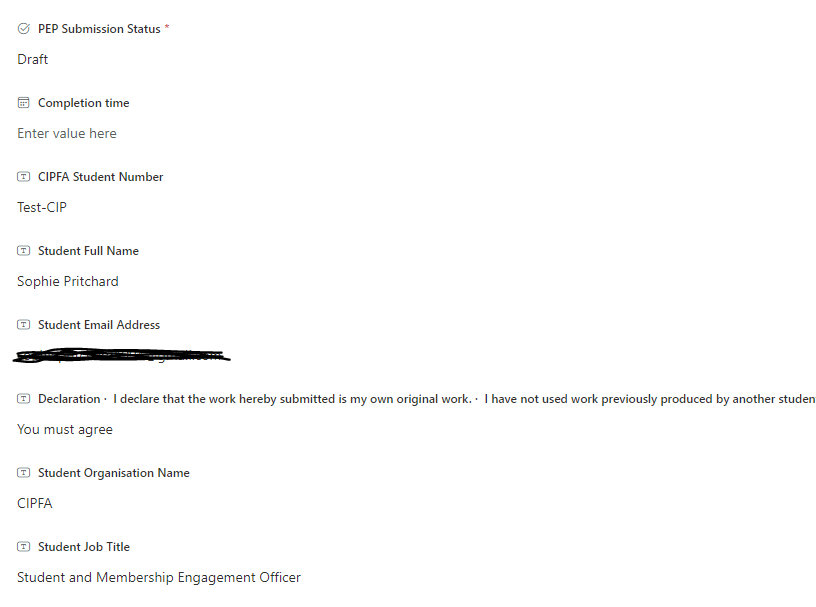 PEP Submission Status *
Draft
Completion time
Enter value here
CIPFA Student Number
Test-CIP
Student Full Name
Sophie Pritchard
Student Email Address
Declaration · I declare that the work hereby submitted is my own original work. · I have not used work previously produced by another studen
You must agree
Student Organisation Name
CIPFA
Student Job Title
Student and Membership Engagement Officer